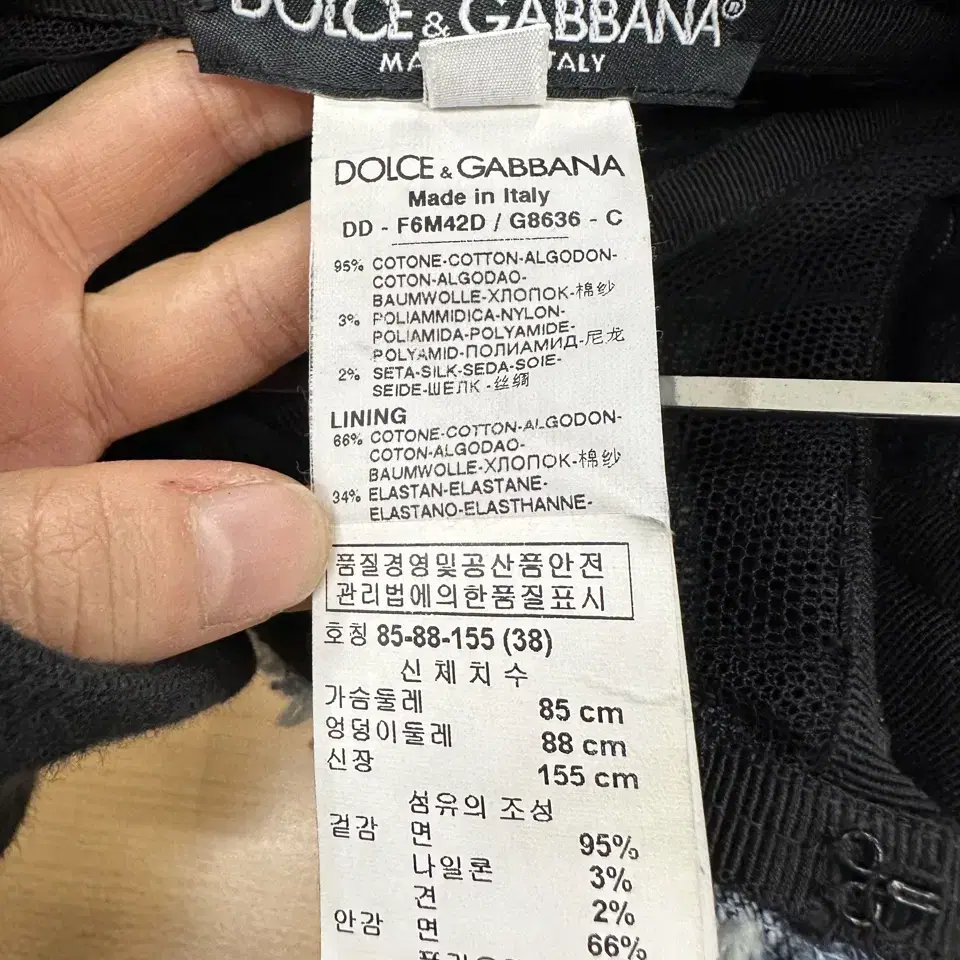 DOLCE & GABBANA®
MA ITALY
DOLCE & GABBANA
Made in Italy
DD - F6M42D / G8636 - C
95% COTONE-COTTON-ALGODON-
COTON-ALGODAO-
BAUMWOLLE-ХЛОПОК-棉纱
3% POLIAMMIDICA-NYLON-
POLIAMIDA-POLYAMIDE-
POLYAMID-ПОЛИАМИД-尼龙
2% SETA-SILK-SEDA-SOIE-
SEIDE-ШЕЛК -丝绸
LINING
66% COTONE-COTTON-ALGODON-
COTON-ALGODAO-
BAUMWOLLE-ХЛОПОК-棉纱
34% ELASTAN-ELASTANE-
ELASTANO-ELASTHANNE-
품질경영및공산품안전
관리법에의한품질표시
호칭 85-88-155 (38)
신체치수
가슴둘레 85 cm
엉덩이둘레 88 cm
신장 155 cm
섬유의 조성
겉감 면 95%
나일론 3%
견 2%
안감 면 66%